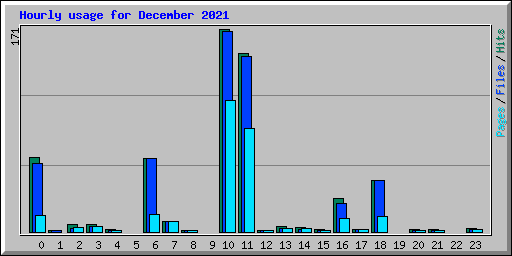 Hourly usage for December 2021
171
Pages/Files/Hits
0 1 2 3 4 5 6 7 8 9 10 11 12 13 14 15 16 17 18 19 20 21 22 23